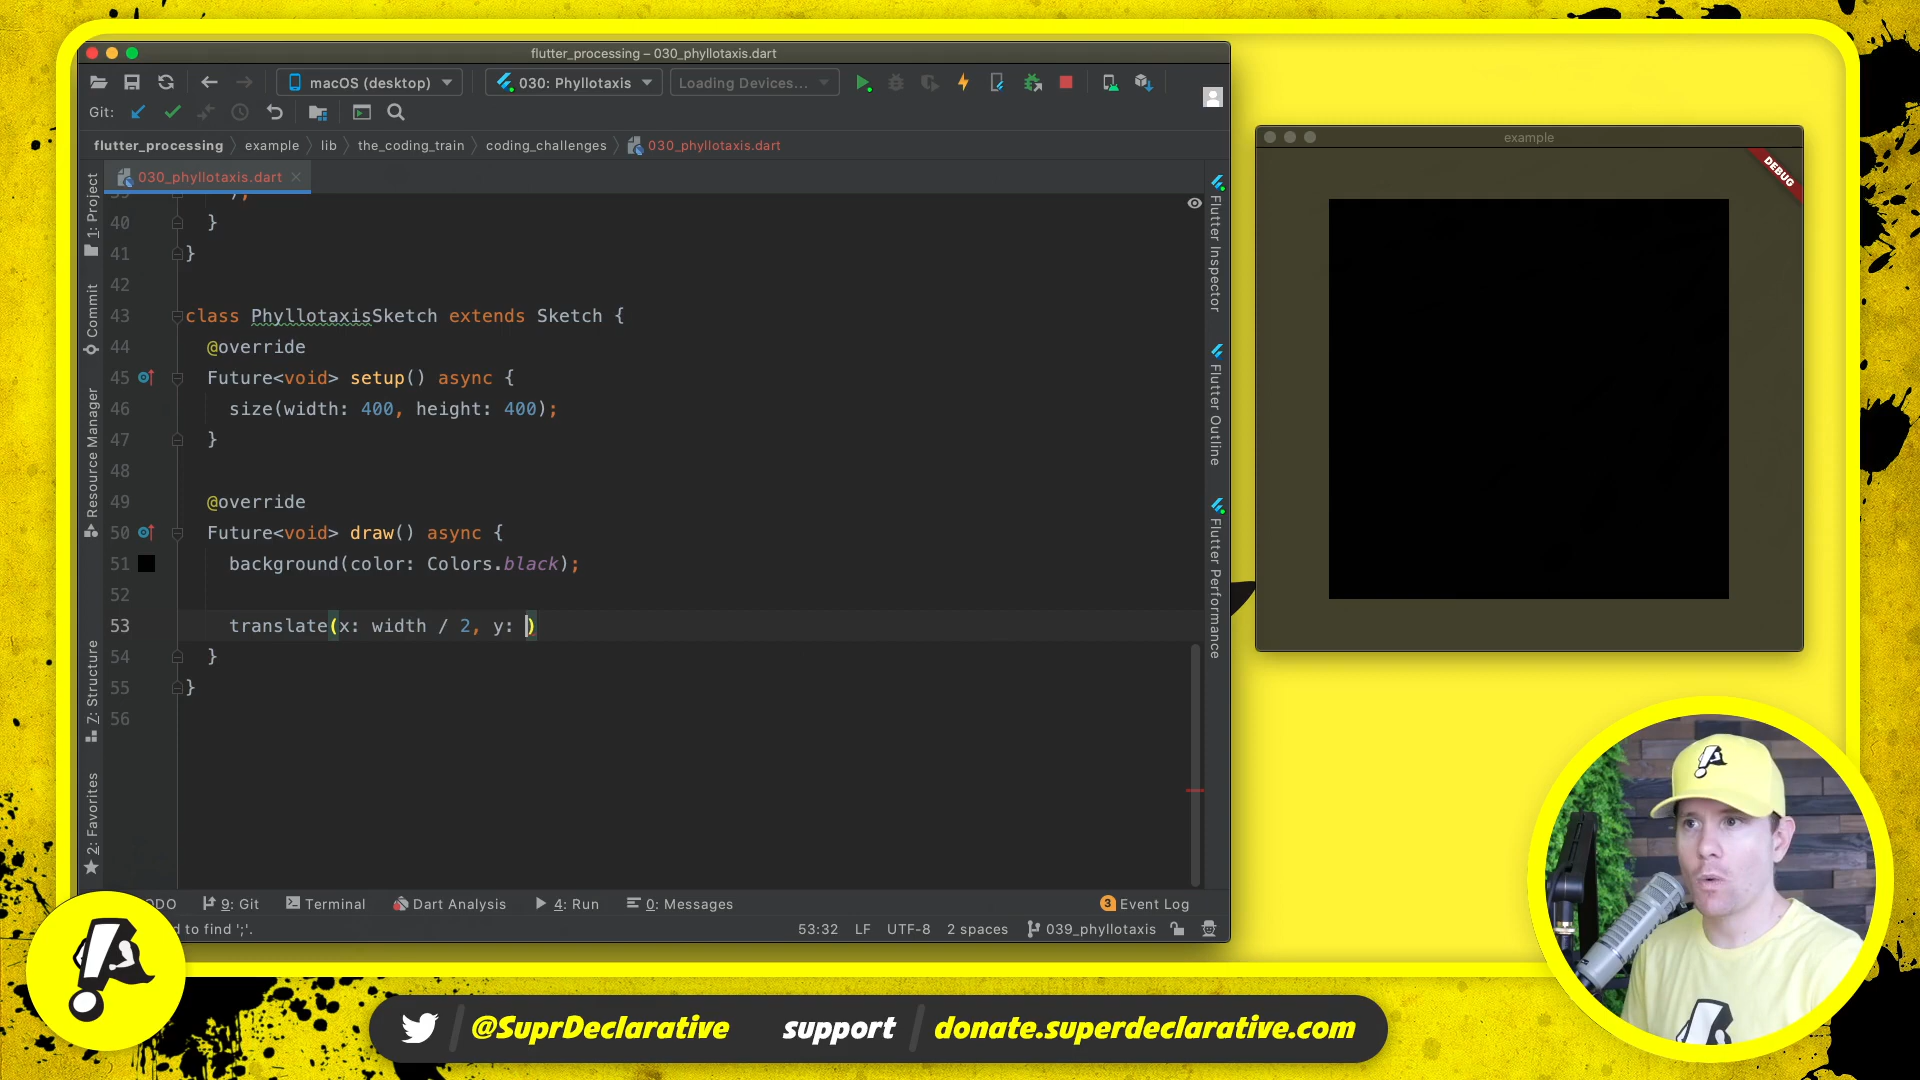 flutter_processing – 030_phyllotaxis.dart
macOS (desktop) 030: Phyllotaxis Loading Devices...
Git:
flutter_processing example lib the_coding_train coding_challenges 030_phyllotaxis.dart
030_phyllotaxis.dart
40 }
41 }
42
43 class PhyllotaxisSketch extends Sketch {
44 @override
45 Future<void> setup() async {
46 size(width: 400, height: 400);
47 }
48
49 @override
50 Future<void> draw() async {
51 background(color: Colors.black);
52
53 translate(x: width / 2, y: )
54 }
55 }
56
1: Project
Commit
Resource Manager
7: Structure
2: Favorites
Flutter Inspector
Flutter Outline
Flutter Performance
ODO 9: Git Terminal Dart Analysis 4: Run 0: Messages 3 Event Log
d to find ';'. 53:32 LF UTF-8 2 spaces 039_phyllotaxis
example
DEBUG
@SuprDeclarative support donate.superdeclarative.com